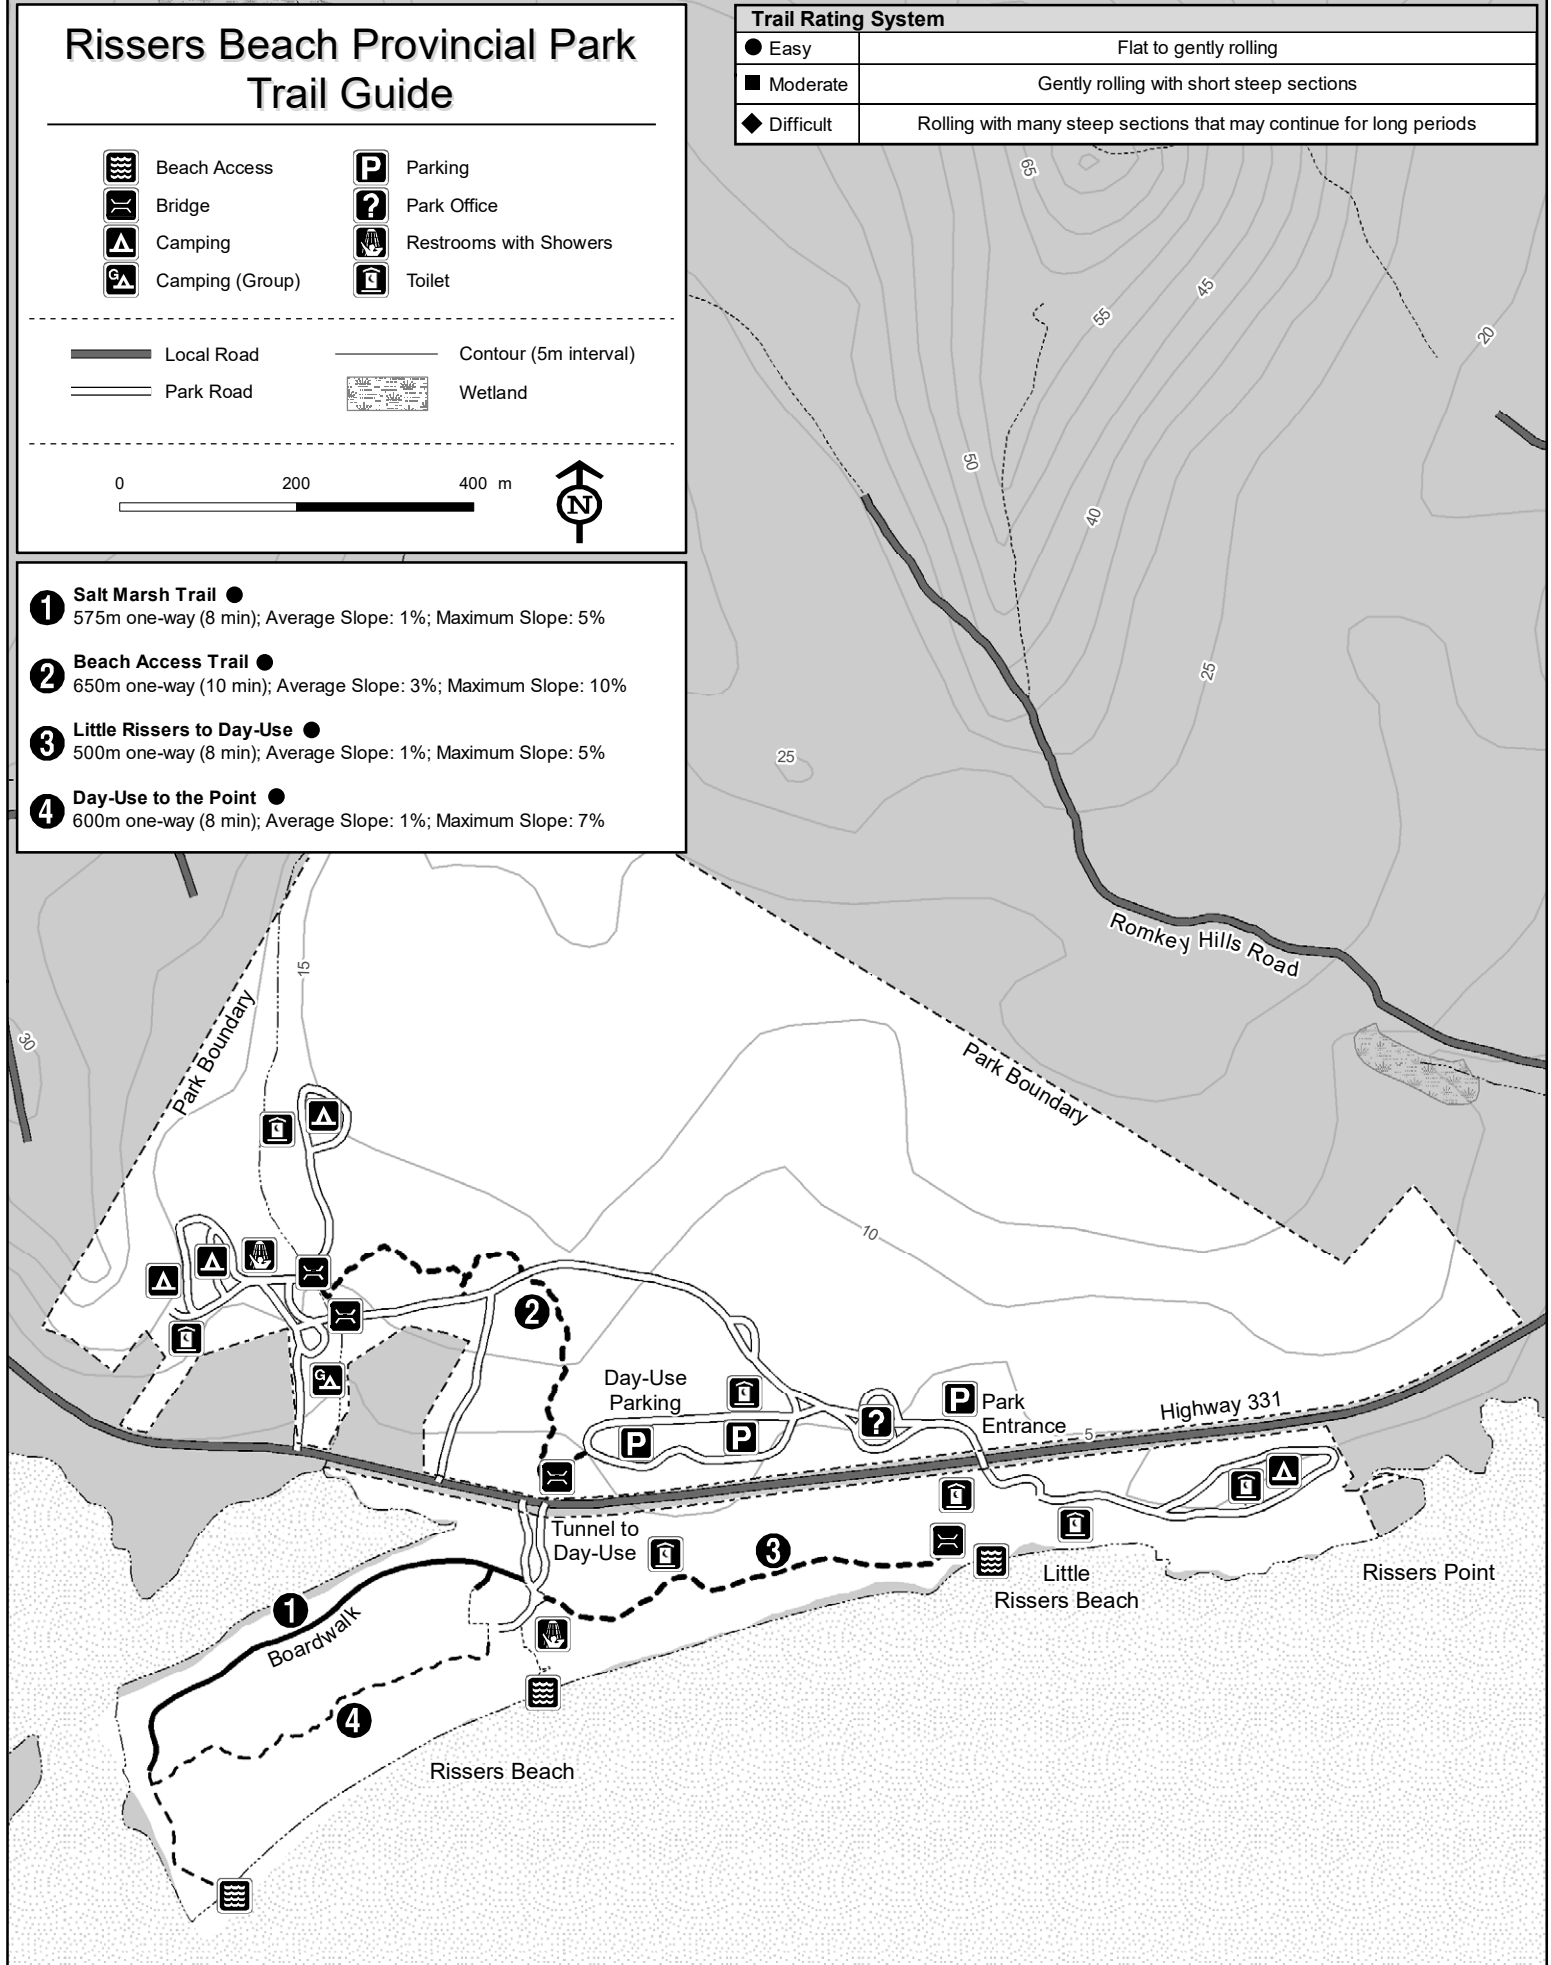 Rissers Beach Provincial Park
Trail Guide
Beach Access
Bridge
Camping
G
Camping (Group)
P
Parking
?
Park Office
Restrooms with Showers
Toilet
Local Road
Park Road
Contour (5m interval)
Wetland
0 200 400 m
N
Trail Rating System
Easy Flat to gently rolling
Moderate Gently rolling with short steep sections
Difficult Rolling with many steep sections that may continue for long periods
1 Salt Marsh Trail
575m one-way (8 min); Average Slope: 1%; Maximum Slope: 5%
2 Beach Access Trail
650m one-way (10 min); Average Slope: 3%; Maximum Slope: 10%
3 Little Rissers to Day-Use
500m one-way (8 min); Average Slope: 1%; Maximum Slope: 5%
4 Day-Use to the Point
600m one-way (8 min); Average Slope: 1%; Maximum Slope: 7%
65
45
55
20
50
40
25
25
Romkey Hills Road
15
30
Park Boundary
Park Boundary
10
2
G
Day-Use
Parking
P
P
?
P
Park
Entrance
Highway 331
5
Tunnel to
Day-Use
3
Little
Rissers Beach
Rissers Point
1
Boardwalk
4
Rissers Beach